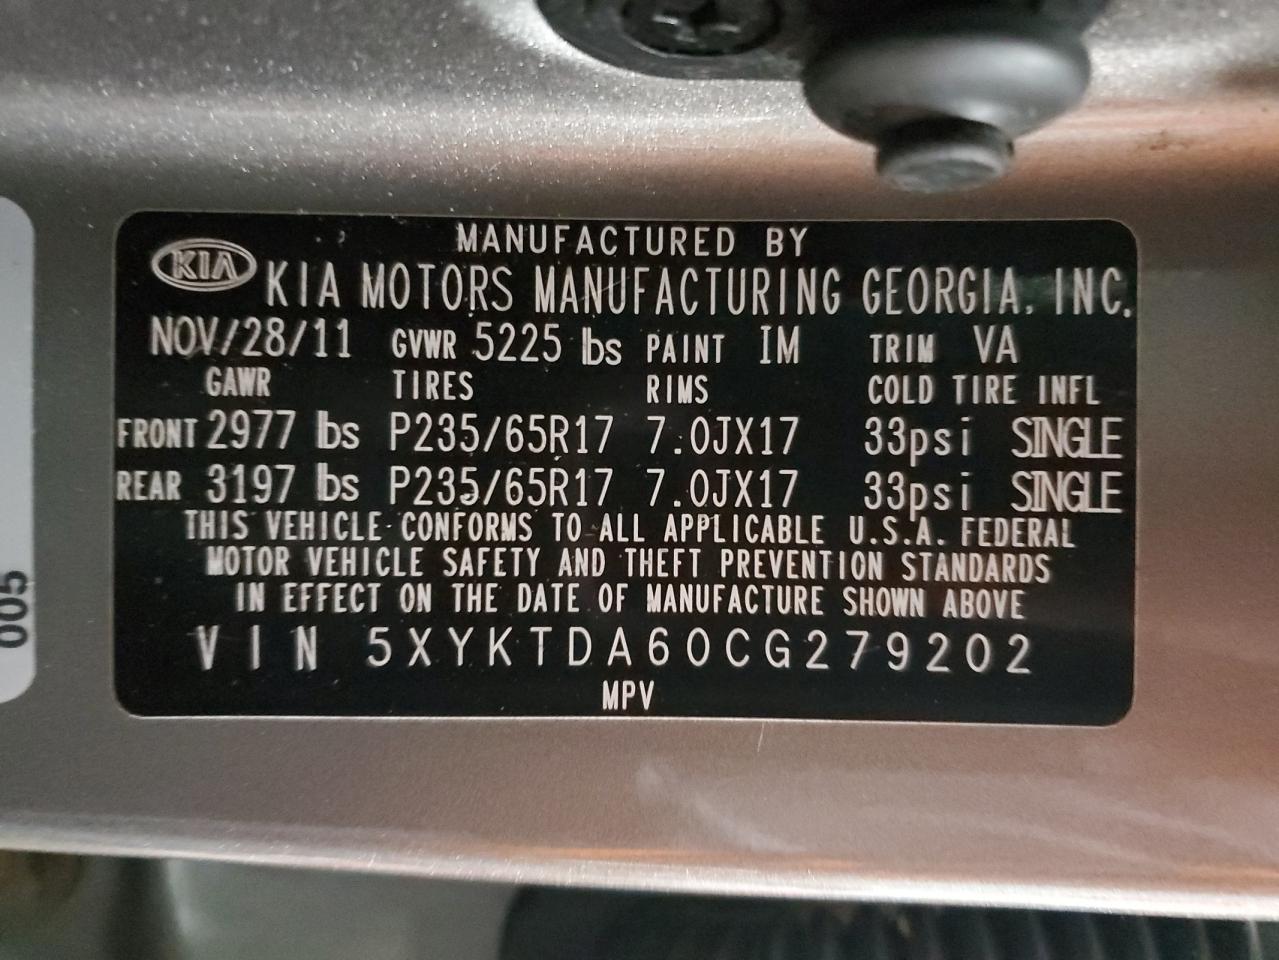 MANUFACTURED BY
KIA KIA MOTORS MANUFACTURING GEORGIA, INC.
NOV/28/11 GVWR 5225 lbs PAINT IM TRIM VA
GAWR TIRES RIMS COLD TIRE INFL
FRONT 2977 lbs P235/65R17 7.0JX17 33psi SINGLE
REAR 3197 lbs P235/65R17 7.0JX17 33psi SINGLE
THIS VEHICLE CONFORMS TO ALL APPLICABLE U.S.A. FEDERAL
MOTOR VEHICLE SAFETY AND THEFT PREVENTION STANDARDS
IN EFFECT ON THE DATE OF MANUFACTURE SHOWN ABOVE
VIN 5XYKTDA60CG279202
MPV
005